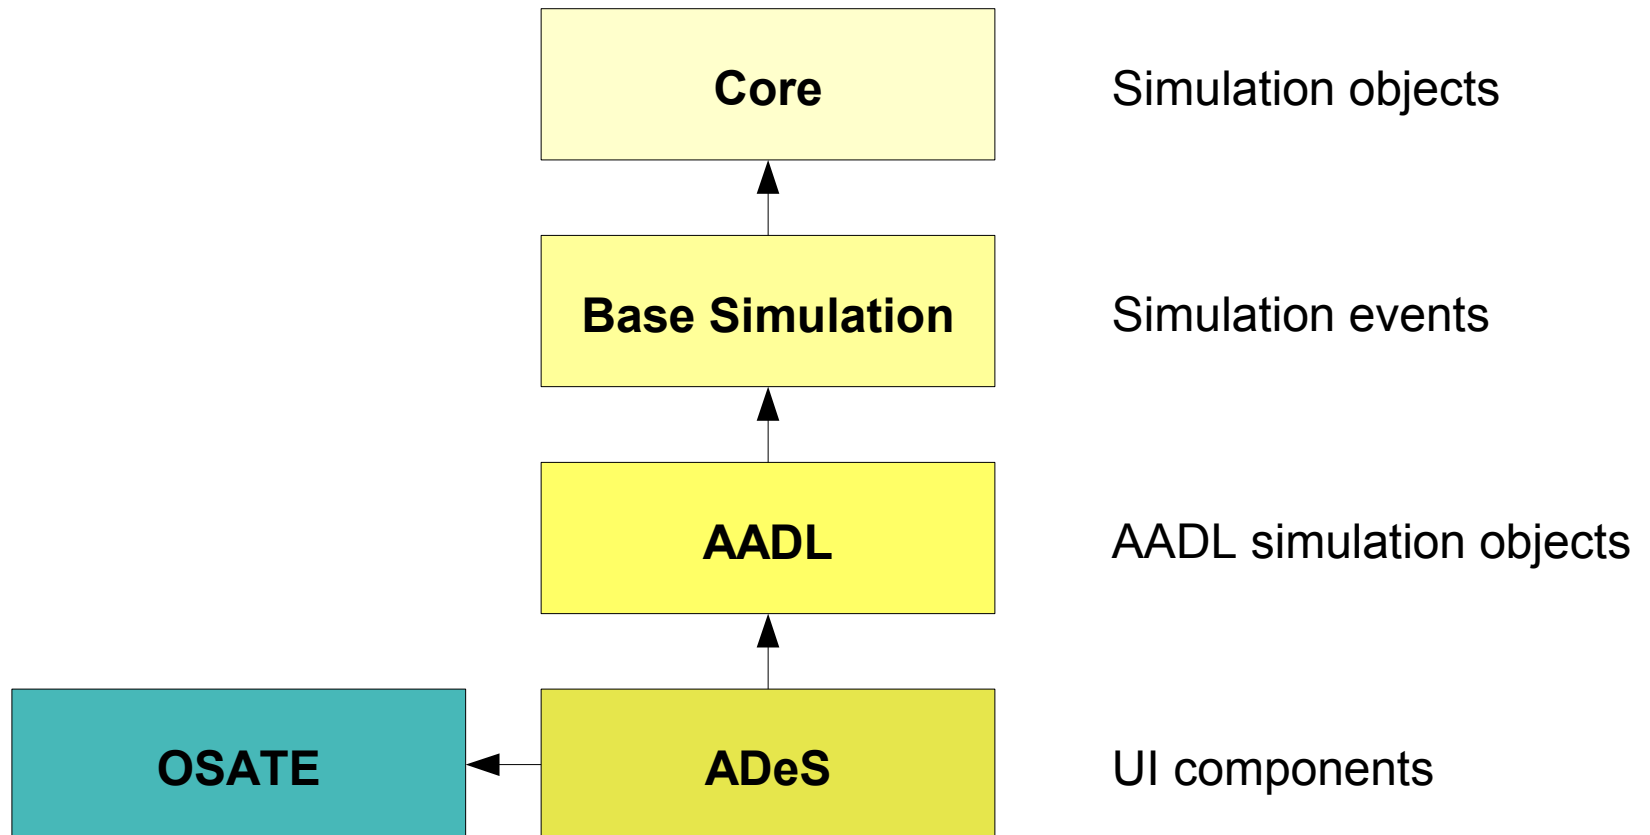 Core
Simulation objects
Base Simulation
Simulation events
AADL
AADL simulation objects
OSATE
ADeS
UI components